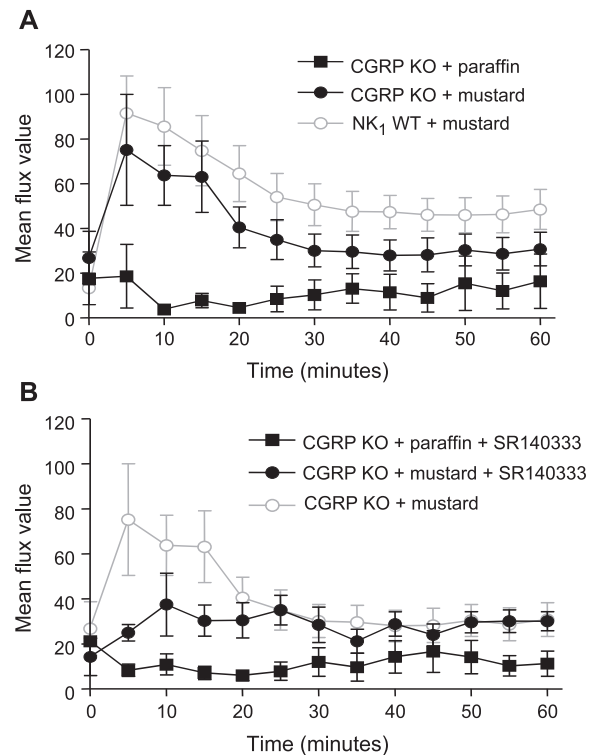 A
120
100
80
60
40
20
0
Mean flux value
CGRP KO + paraffin
CGRP KO + mustard
NK1 WT + mustard
0 10 20 30 40 50 60
Time (minutes)
B
120
100
80
60
40
20
0
Mean flux value
CGRP KO + paraffin + SR140333
CGRP KO + mustard + SR140333
CGRP KO + mustard
0 10 20 30 40 50 60
Time (minutes)